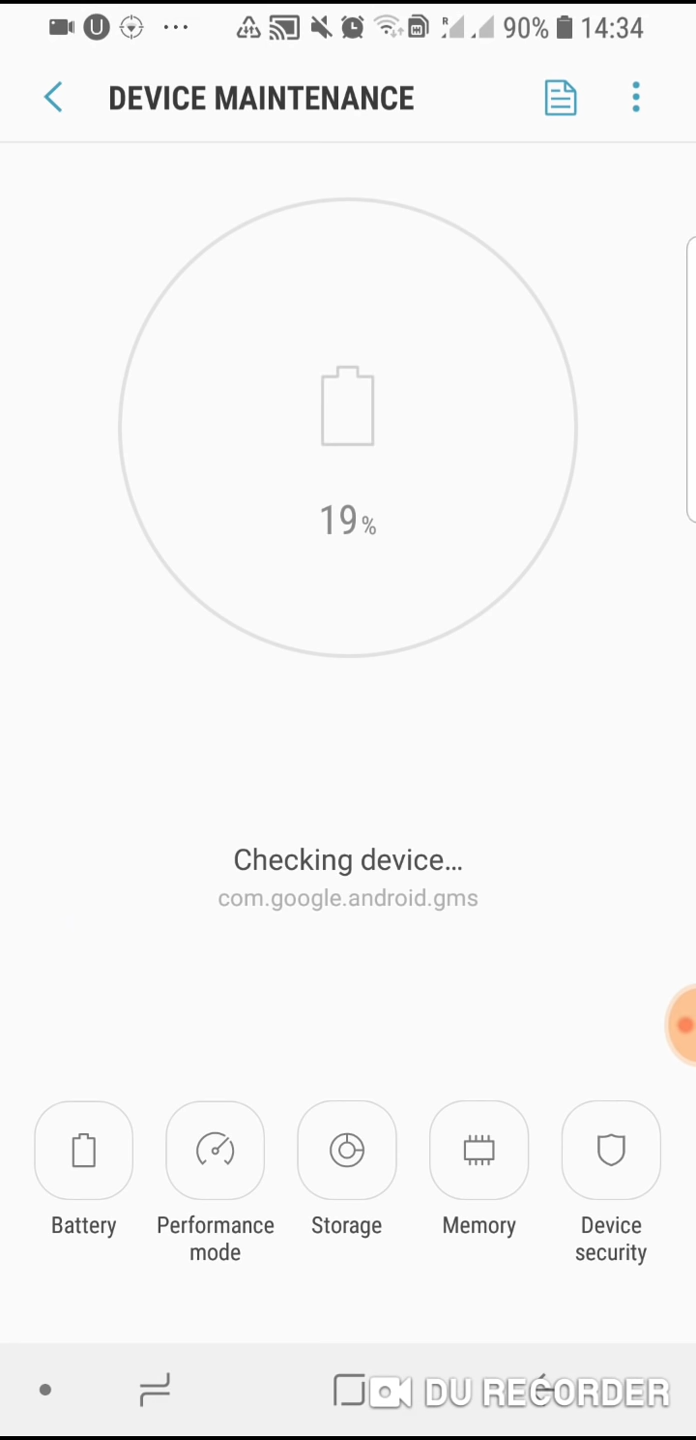 90% 14:34
DEVICE MAINTENANCE
19%
Checking device...
com.google.android.gms
Battery
Performance
mode
Storage
Memory
Device
security
DU RECORDER